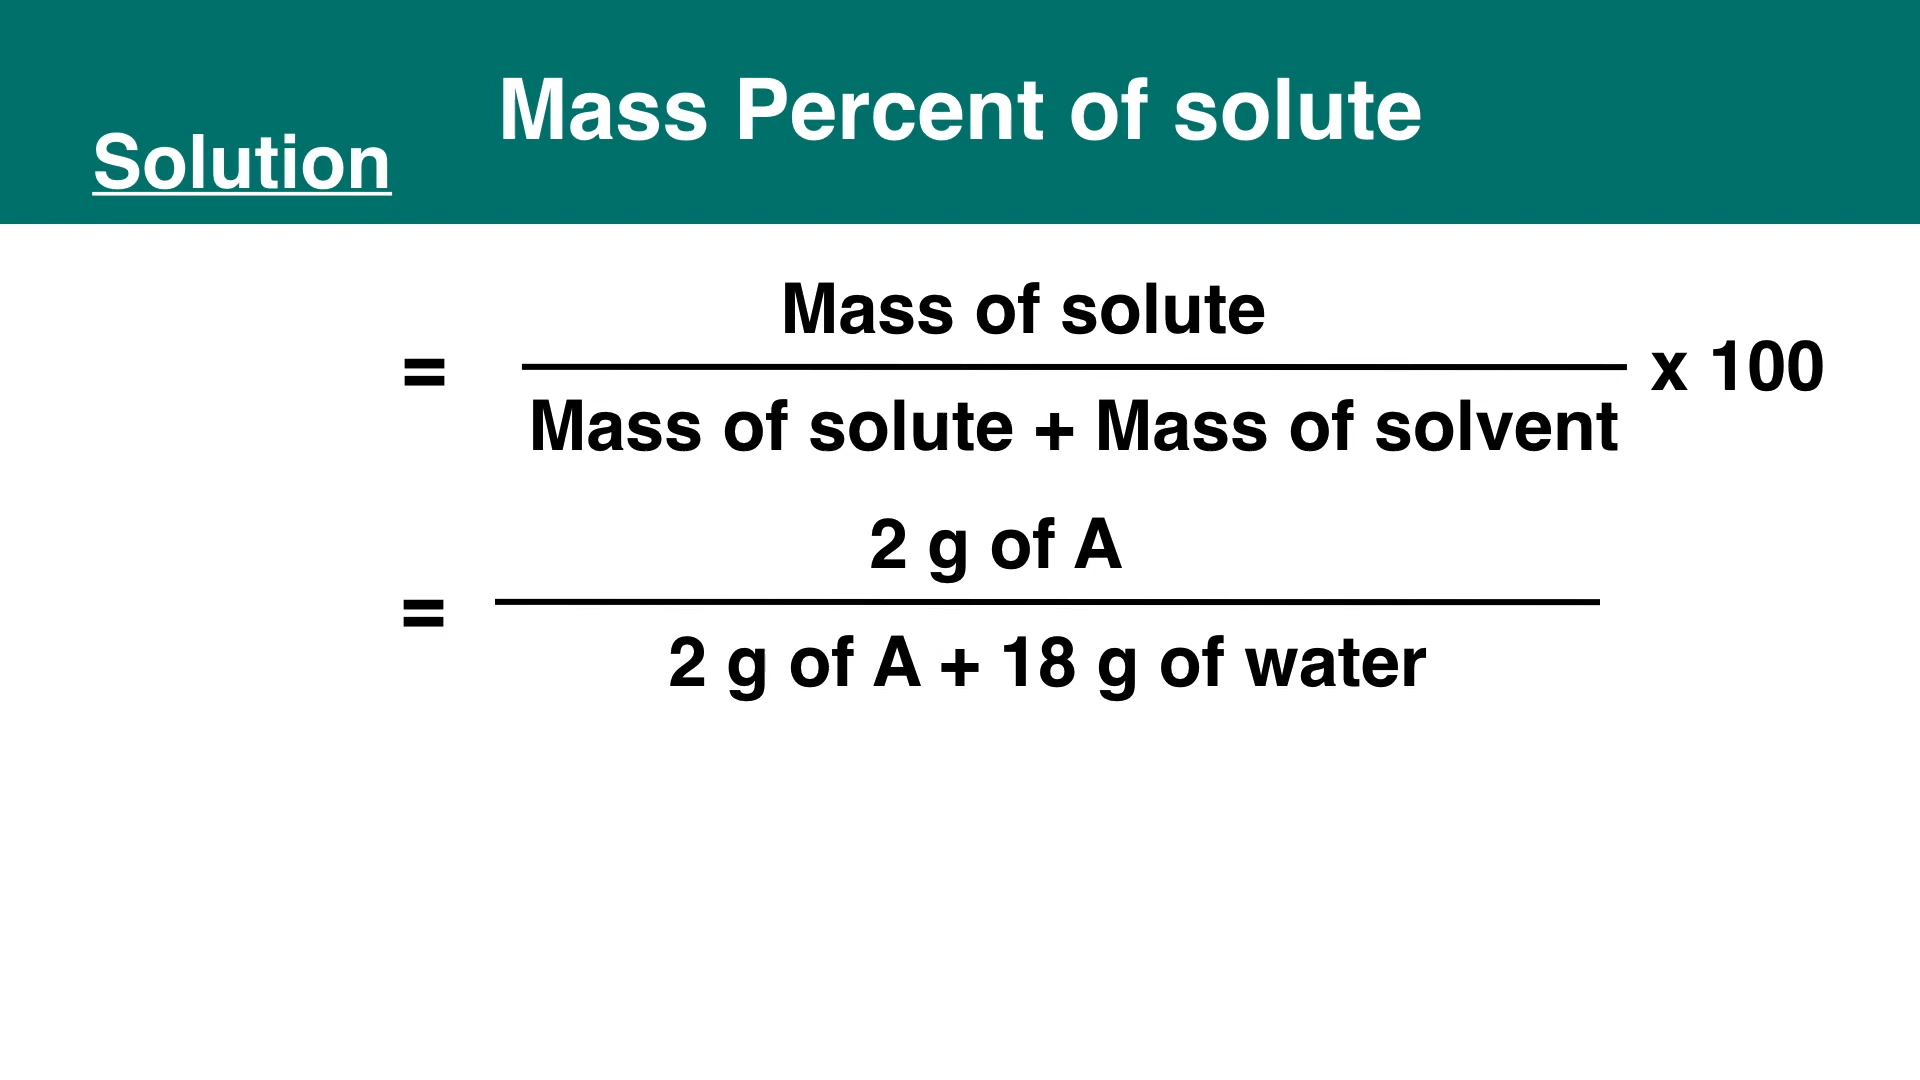 Mass Percent of solute
Solution
Mass of solute
= x 100
Mass of solute + Mass of solvent
2 g of A
=
2 g of A + 18 g of water